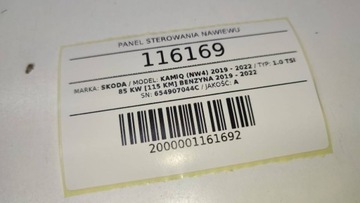 PANEL STEROWANIA NAWIEWU
116169
MARKA: SKODA / MODEL: KAMIQ (NW4) 2019 - 2022 / TYP: 1.0 TSI
85 KW [115 KM] BENZYNA 2019 - 2022
SN: 654907044C / JAKOŚĆ: A
2000001161692